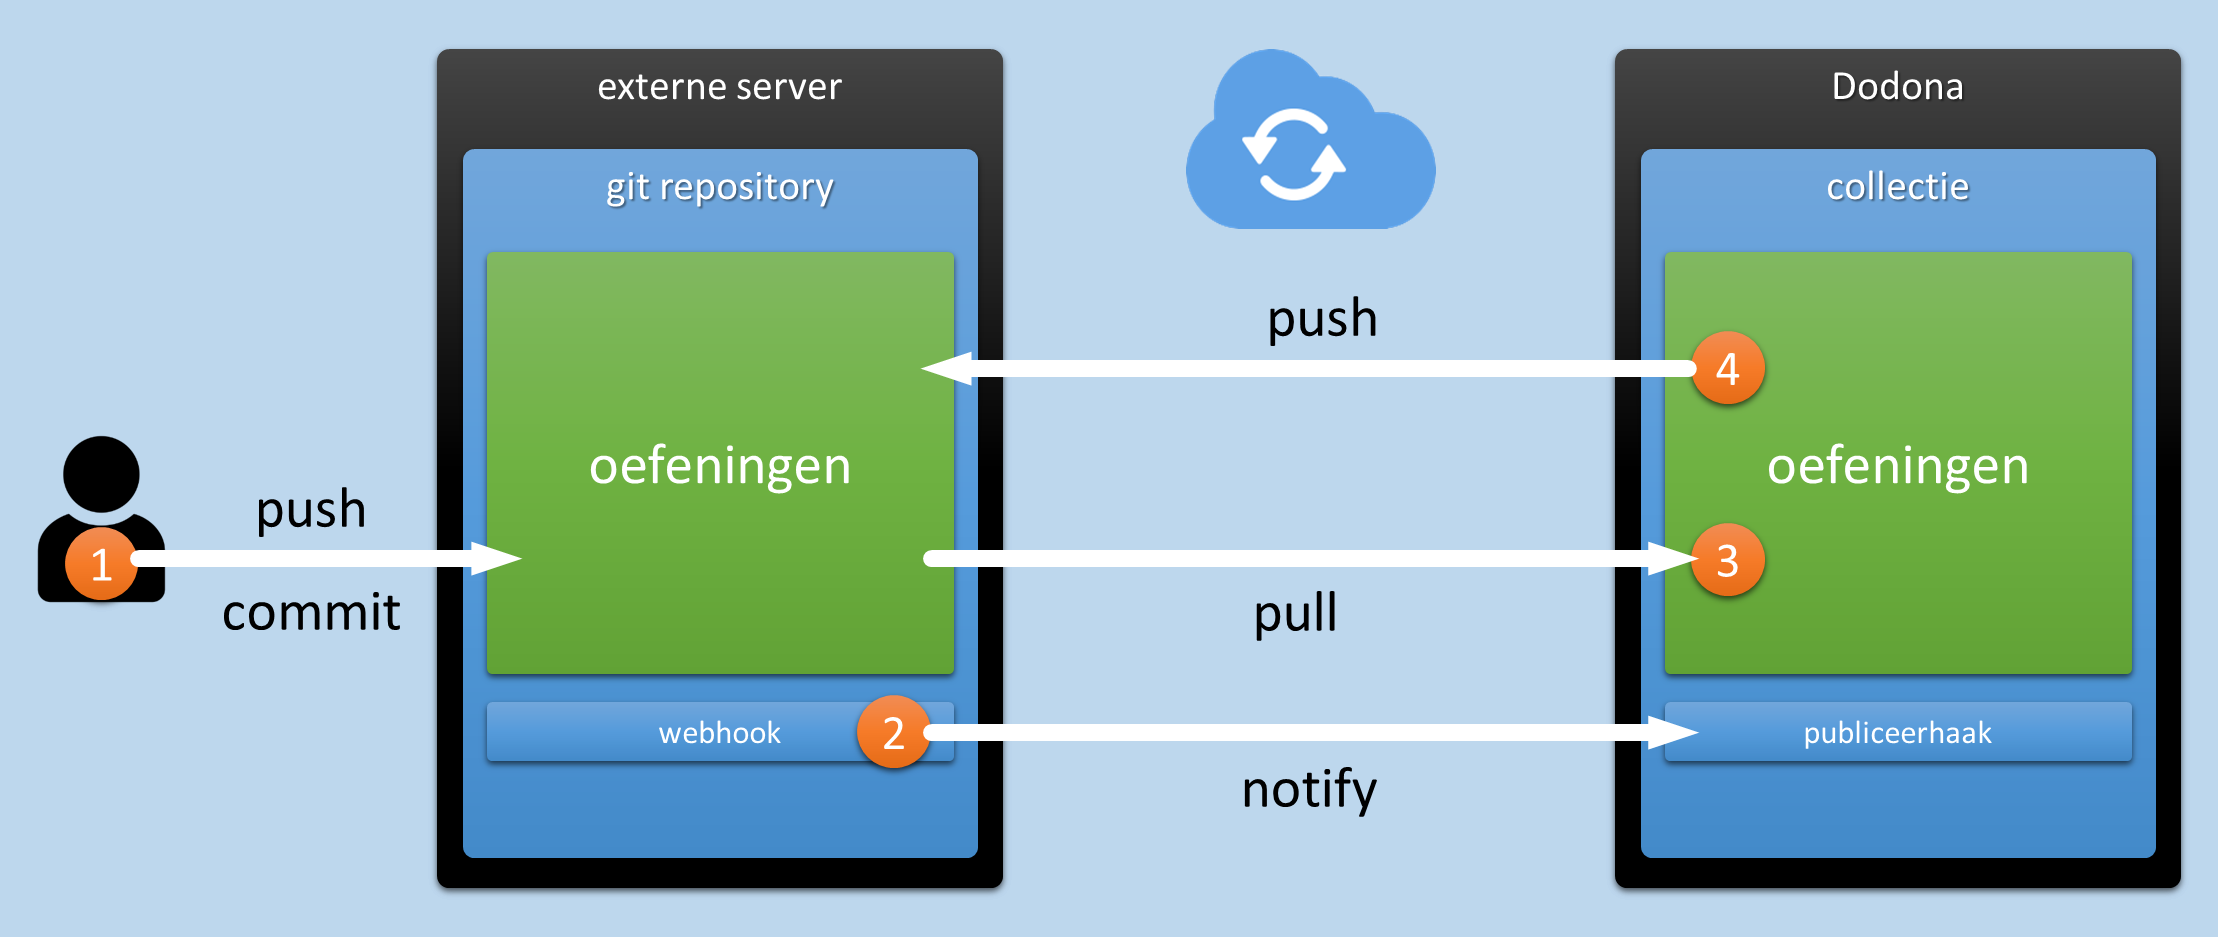 externe server
git repository
oefeningen
webhook
2
1
push
commit
push
pull
notify
Dodona
collectie
4
oefeningen
3
publiceerhaak